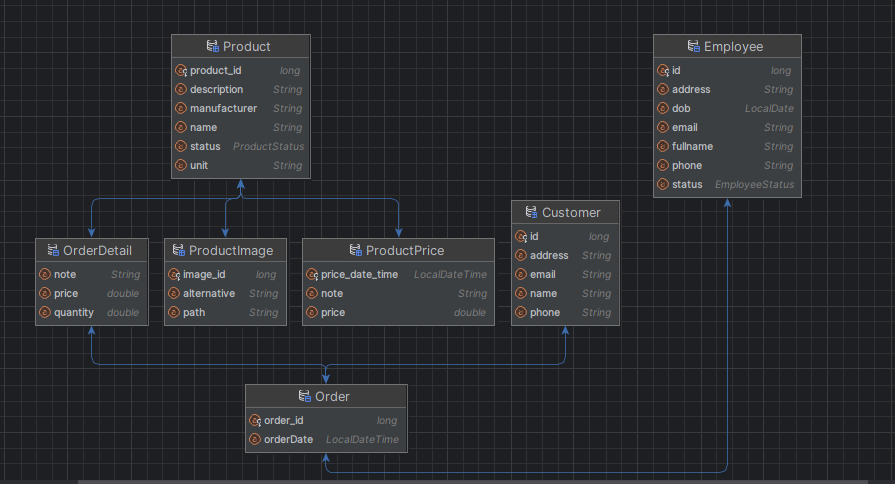 Product
product_id long
description String
manufacturer String
name String
status ProductStatus
unit String
Employee
id long
address String
dob LocalDate
email String
fullname String
phone String
status EmployeeStatus
OrderDetail
note String
price double
quantity double
ProductImage
image_id long
alternative String
path String
ProductPrice
price_date_time LocalDateTime
note String
price double
Customer
id long
address String
email String
name String
phone String
Order
order_id long
orderDate LocalDateTime